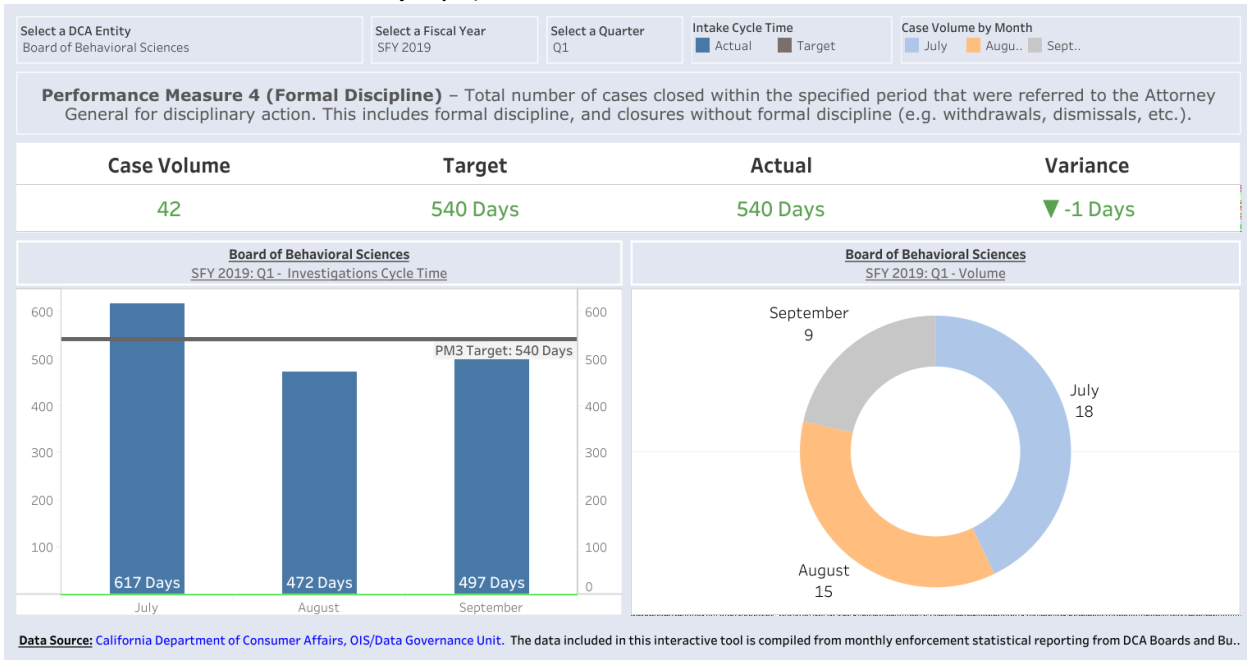 Select a DCA Entity
Board of Behavioral Sciences
Select a Fiscal Year
SFY 2019
Select a Quarter
Q1
Intake Cycle Time
Actual
Target
Case Volume by Month
July
Augu..
Sept..
Performance Measure 4 (Formal Discipline) – Total number of cases closed within the specified period that were referred to the Attorney
General for disciplinary action. This includes formal discipline, and closures without formal discipline (e.g. withdrawals, dismissals, etc.).
Case Volume
Target
Actual
Variance
42
540 Days
540 Days
▼ -1 Days
Board of Behavioral Sciences
SFY 2019: Q1 - Investigations Cycle Time
600
500
400
300
200
100
PM3 Target: 540 Days
617 Days
472 Days
497 Days
600
500
400
300
200
100
0
July
August
September
Board of Behavioral Sciences
SFY 2019: Q1 - Volume
September
9
July
18
August
15
Data Source: California Department of Consumer Affairs, OIS/Data Governance Unit. The data included in this interactive tool is compiled from monthly enforcement statistical reporting from DCA Boards and Bu..